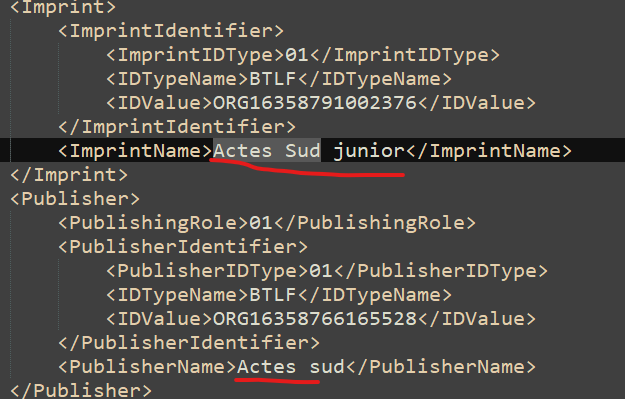 <Imprint>
<ImprintIdentifier>
<ImprintIDType>01</ImprintIDType>
<IDTypeName>BTLF</IDTypeName>
<IDValue>ORG16358791002376</IDValue>
</ImprintIdentifier>
<ImprintName>Actes Sud junior</ImprintName>
</Imprint>
<Publisher>
<PublishingRole>01</PublishingRole>
<PublisherIdentifier>
<PublisherIDType>01</PublisherIDType>
<IDTypeName>BTLF</IDTypeName>
<IDValue>ORG16358766165528</IDValue>
</PublisherIdentifier>
<PublisherName>Actes sud</PublisherName>
</Publisher>